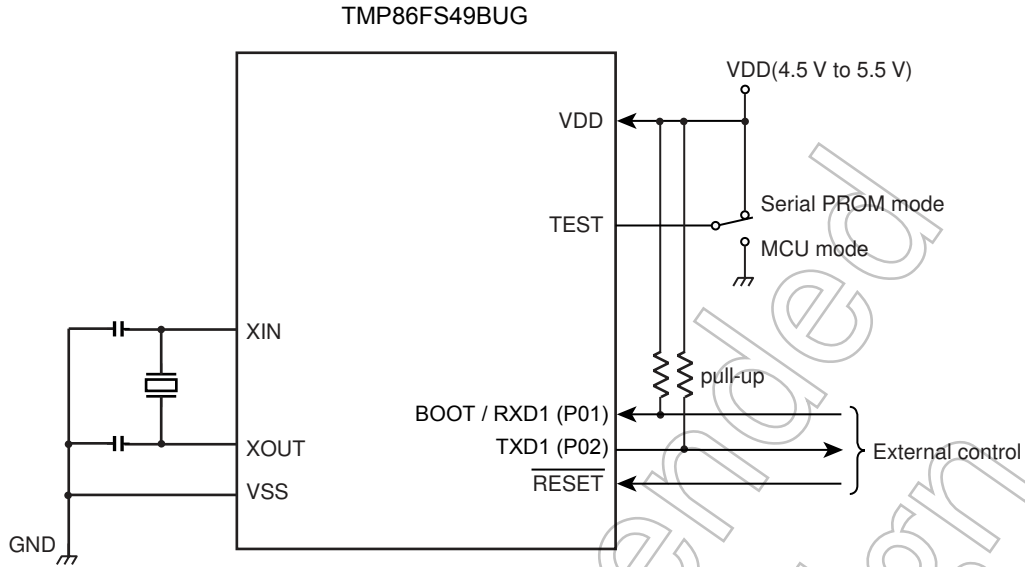 TMP86FS49BUG
VDD(4.5 V to 5.5 V)
VDD
Serial PROM mode
TEST
MCU mode
XIN
pull-up
BOOT / RXD1 (P01)
XOUT
TXD1 (P02)
External control
VSS
RESET
GND